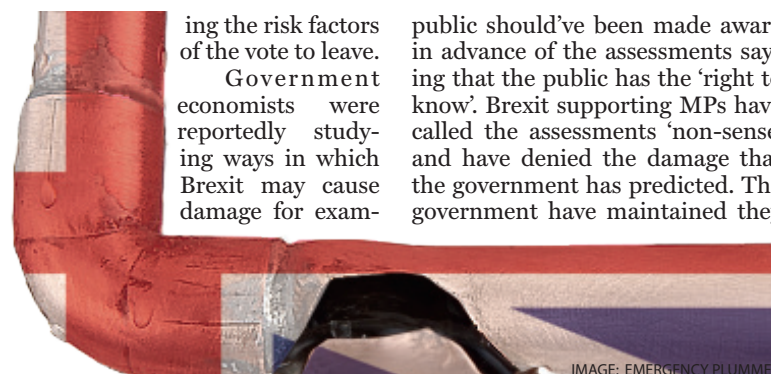 ing the risk factors
of the vote to leave.
Government
economists were
reportedly study-
ing ways in which
Brexit may cause
damage for exam-
public should've been made awar
in advance of the assessments say
ing that the public has the 'right t
know'. Brexit supporting MPs hav
called the assessments 'non-sense
and have denied the damage tha
the government has predicted. Th
government have maintained the
IMAGE: EMERGENCY PLUMME